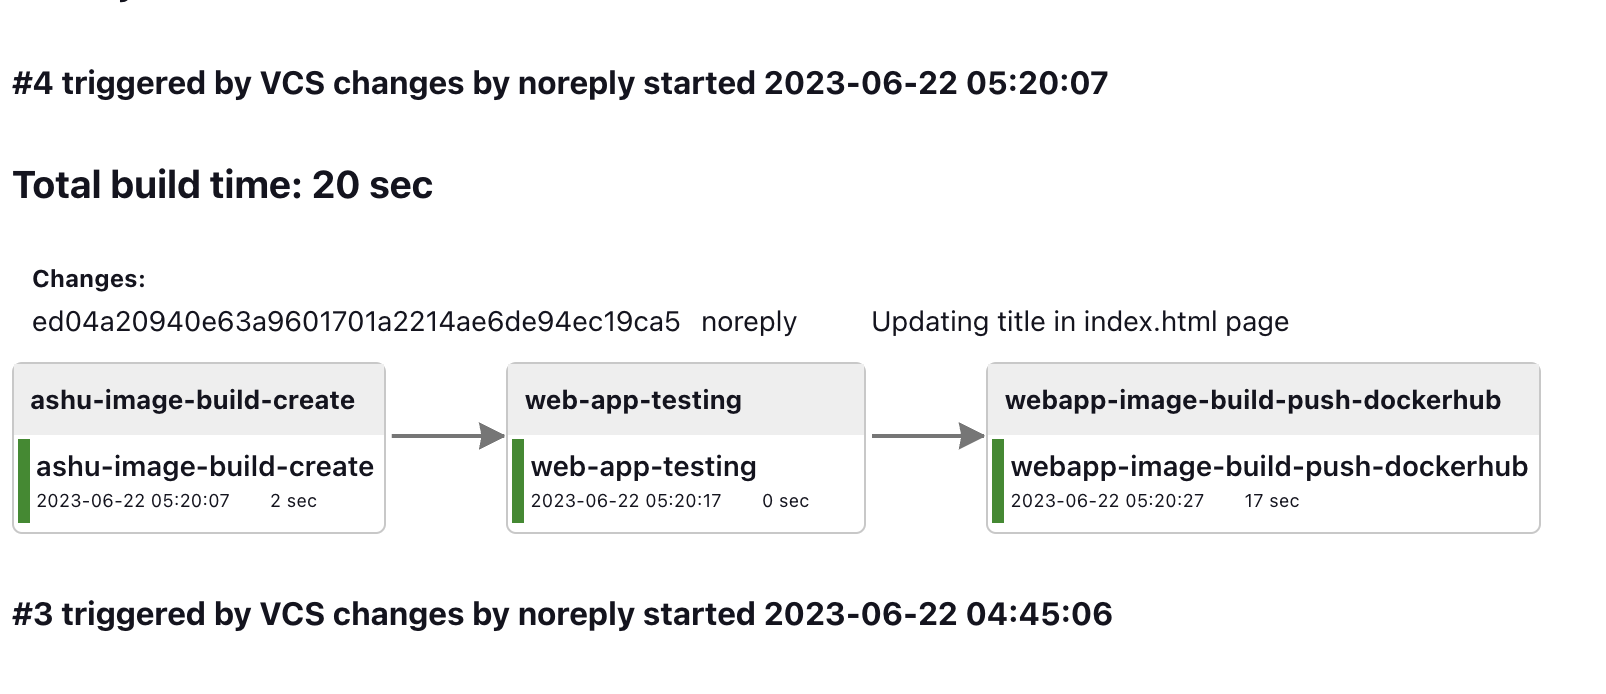 #4 triggered by VCS changes by noreply started 2023-06-22 05:20:07
Total build time: 20 sec
Changes:
ed04a20940e63a9601701a2214ae6de94ec19ca5 noreply Updating title in index.html page
ashu-image-build-create
ashu-image-build-create
2023-06-22 05:20:07 2 sec
web-app-testing
web-app-testing
2023-06-22 05:20:17 0 sec
webapp-image-build-push-dockerhub
webapp-image-build-push-dockerhub
2023-06-22 05:20:27 17 sec
#3 triggered by VCS changes by noreply started 2023-06-22 04:45:06